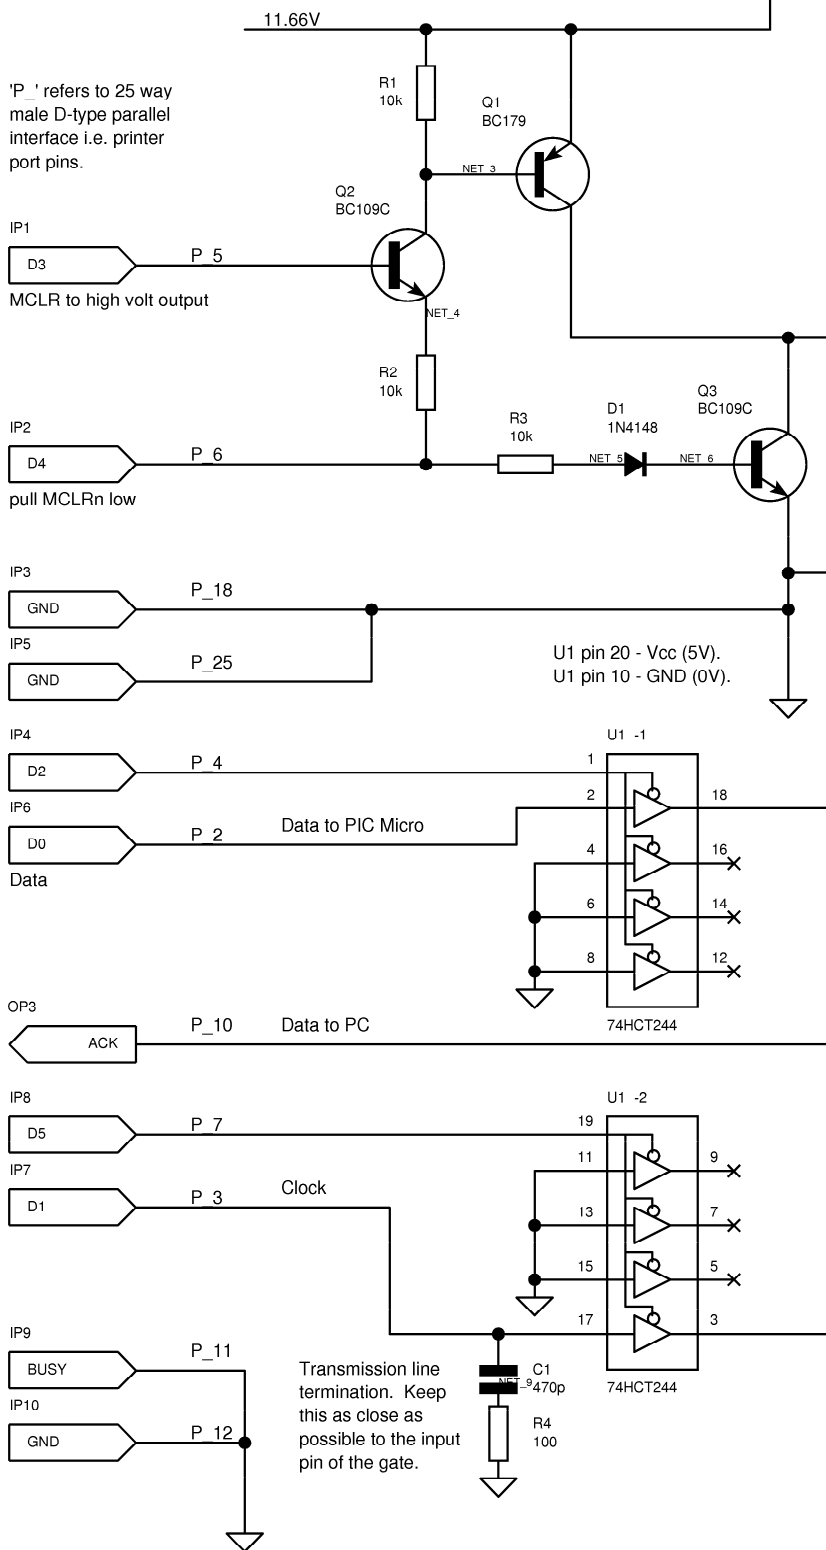 11.66V
'P_' refers to 25 way
male D-type parallel
interface i.e. printer
port pins.
R1
10k
Q1
BC179
NET_3
Q2
BC109C
IP1
D3
P_5
MCLR to high volt output
NET_4
R2
10k
Q3
BC109C
R3
10k
D1
1N4148
IP2
D4
P_6
NET_5
NET_6
pull MCLRn low
IP3
GND
P_18
IP5
GND
P_25
U1 pin 20 - Vcc (5V).
U1 pin 10 - GND (0V).
IP4
D2
P_4
U1 -1
1
IP6
D0
P_2
Data to PIC Micro
2
18
Data
4
16
6
14
8
12
OP3
ACK
P_10
Data to PC
74HCT244
IP8
D5
P_7
U1 -2
19
IP7
D1
P_3
Clock
11
9
13
7
15
5
17
3
IP9
BUSY
P_11
IP10
GND
P_12
Transmission line
termination. Keep
this as close as
possible to the input
pin of the gate.
C1
NET_9
470p
R4
100
74HCT244